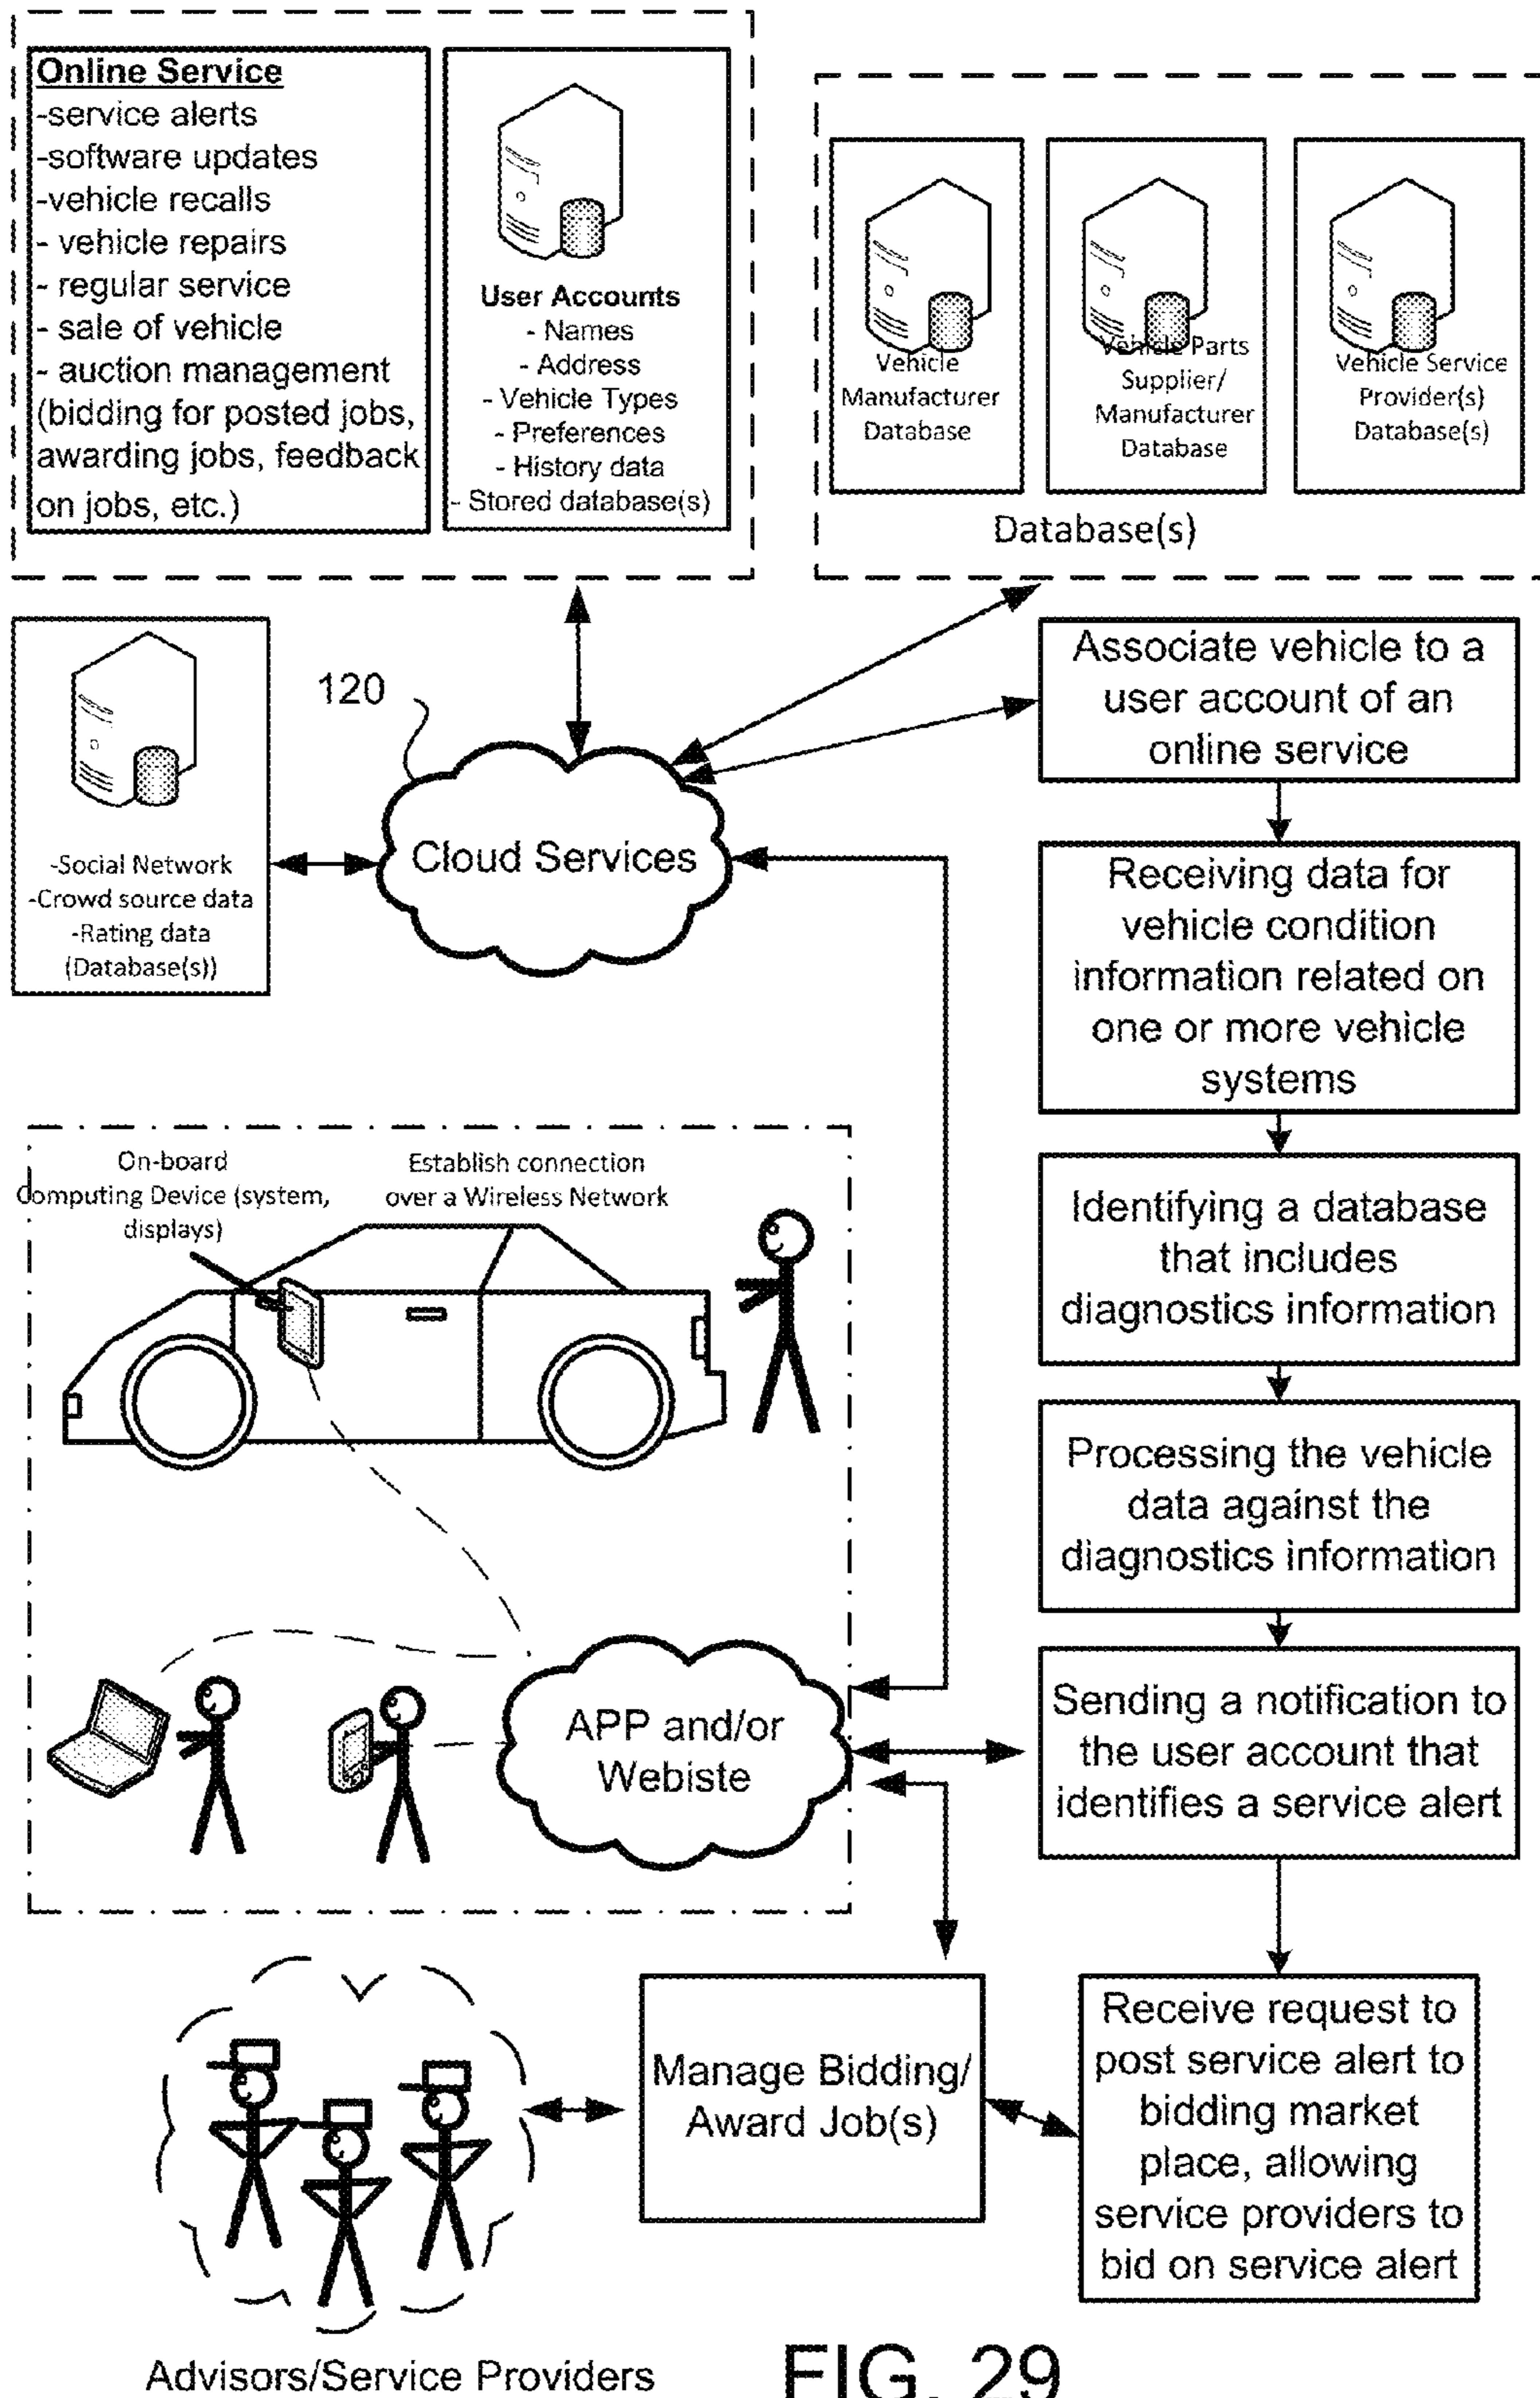 Online Service
-service alerts
-software updates
-vehicle recalls
- vehicle repairs
- regular service
- sale of vehicle
- auction management
(bidding for posted jobs,
awarding jobs, feedback
on jobs, etc.)
User Accounts
- Names
- Address
- Vehicle Types
- Preferences
- History data
- Stored database(s)
Vehicle
Manufacturer
Database
Vehicle Parts
Supplier/
Manufacturer
Database
Vehicle Service
Provider(s)
Database(s)
Database(s)
-Social Network
-Crowd source data
-Rating data
(Database(s))
120
Cloud Services
Associate vehicle to a
user account of an
online service
Receiving data for
vehicle condition
information related on
one or more vehicle
systems
Identifying a database
that includes
diagnostics information
Processing the vehicle
data against the
diagnostics information
Sending a notification to
the user account that
identifies a service alert
Receive request to
post service alert to
bidding market
place, allowing
service providers to
bid on service alert
On-board
Computing Device (system,
displays)
Establish connection
over a Wireless Network
APP and/or
Webiste
Manage Bidding/
Award Job(s)
Advisors/Service Providers
FIG. 29